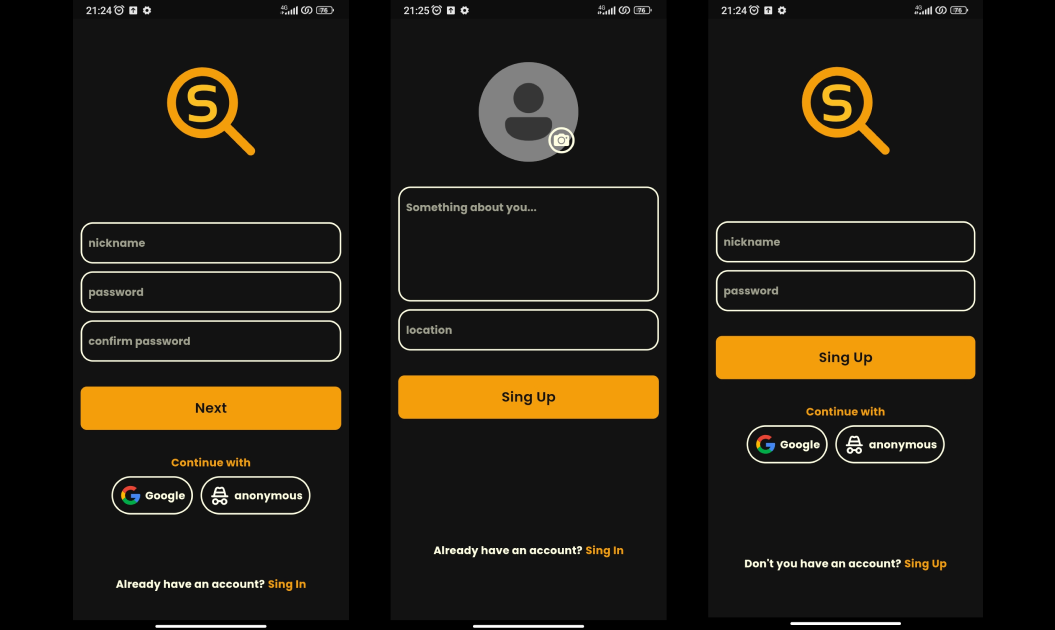 21:24
4G
76
S
nickname
password
confirm password
Next
Continue with
Google
anonymous
Already have an account? Sing In
21:25
4G
76
Something about you...
location
Sing Up
Already have an account? Sing In
21:24
4G
76
S
nickname
password
Sing Up
Continue with
Google
anonymous
Don't you have an account? Sing Up